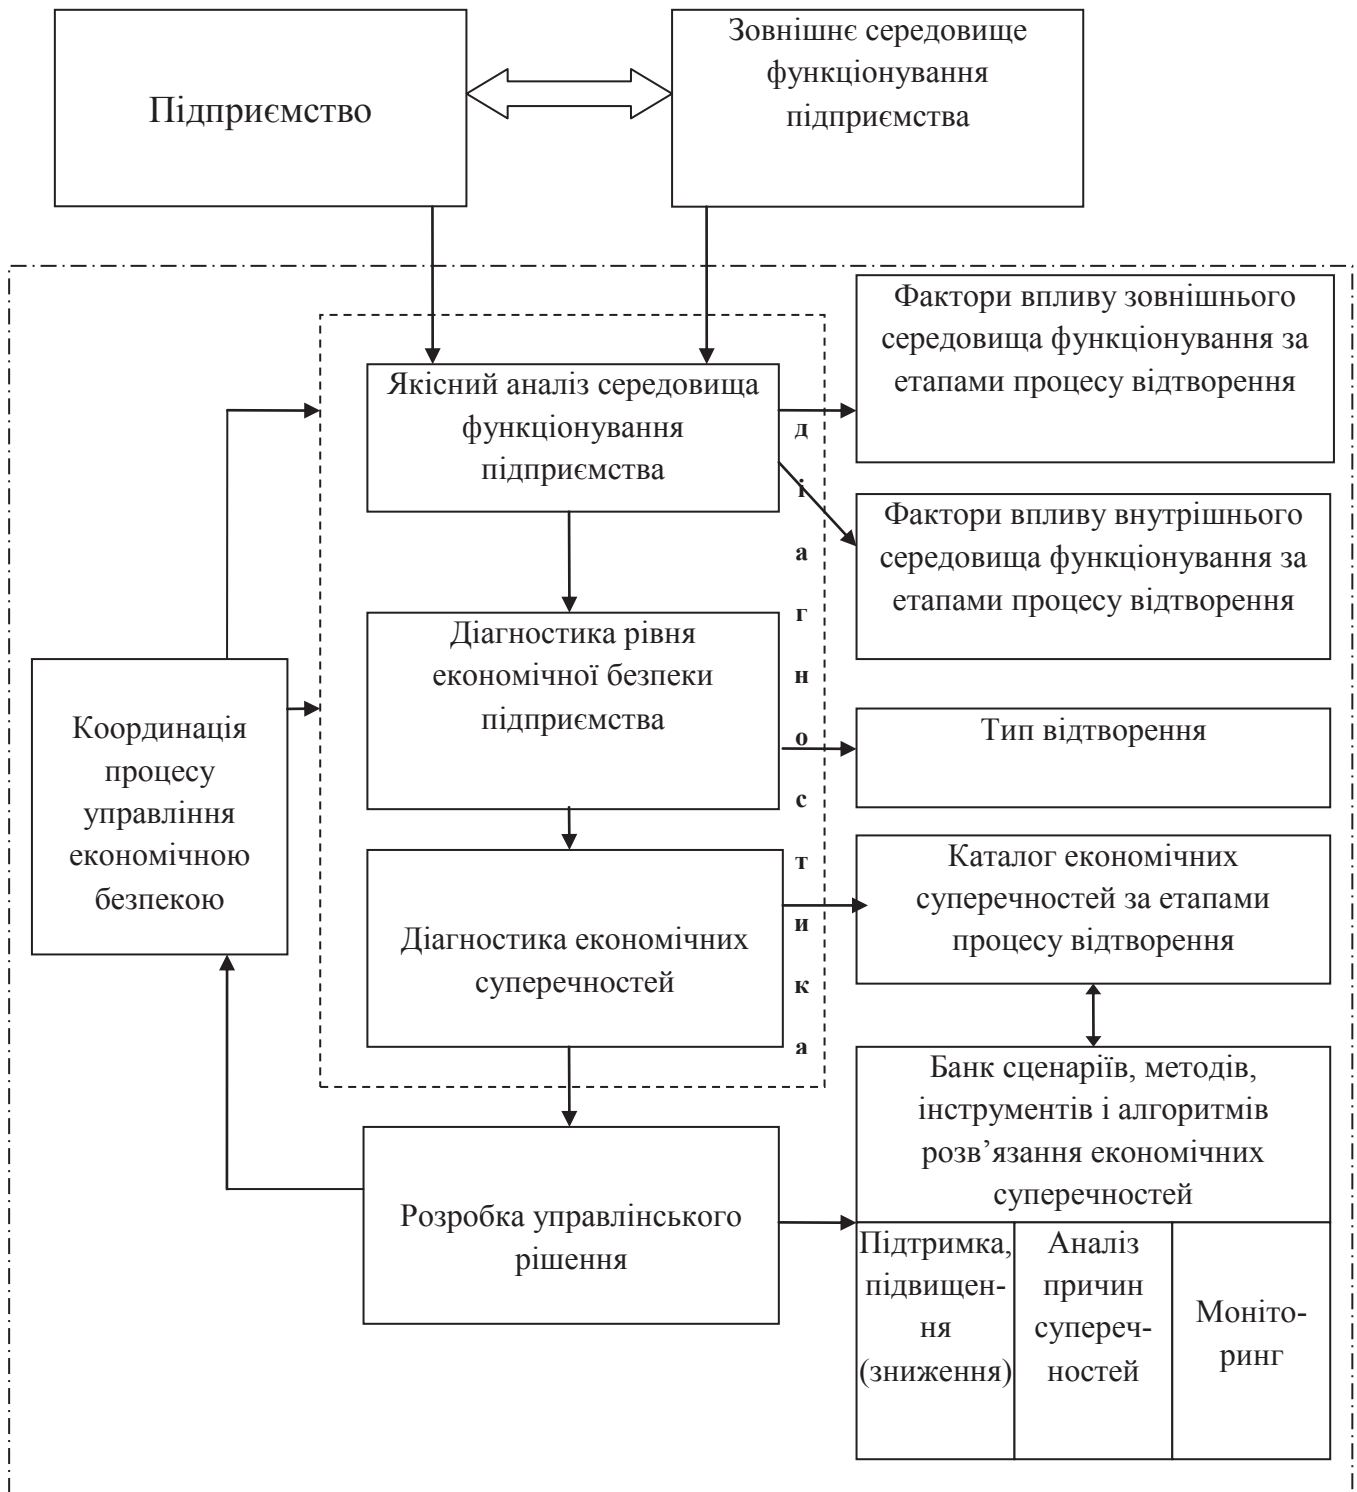 Підприємство
Зовнішнє середовище
функціонування
підприємства
Якісний аналіз середовища
функціонування
підприємства
Фактори впливу зовнішнього
середовища функціонування за
етапами процесу відтворення
Фактори впливу внутрішнього
середовища функціонування за
етапами процесу відтворення
д
і
а
г
н
о
с
т
и
к
а
Діагностика рівня
економічної безпеки
підприємства
Тип відтворення
Координація
процесу
управління
економічною
безпекою
Діагностика економічних
суперечностей
Каталог економічних
суперечностей за етапами
процесу відтворення
Розробка управлінського
рішення
Банк сценаріїв, методів,
інструментів і алгоритмів
розв’язання економічних
суперечностей
Підтримка,
підвищен-
ня
(зниження)
Аналіз
причин
супереч-
ностей
Моніто-
ринг